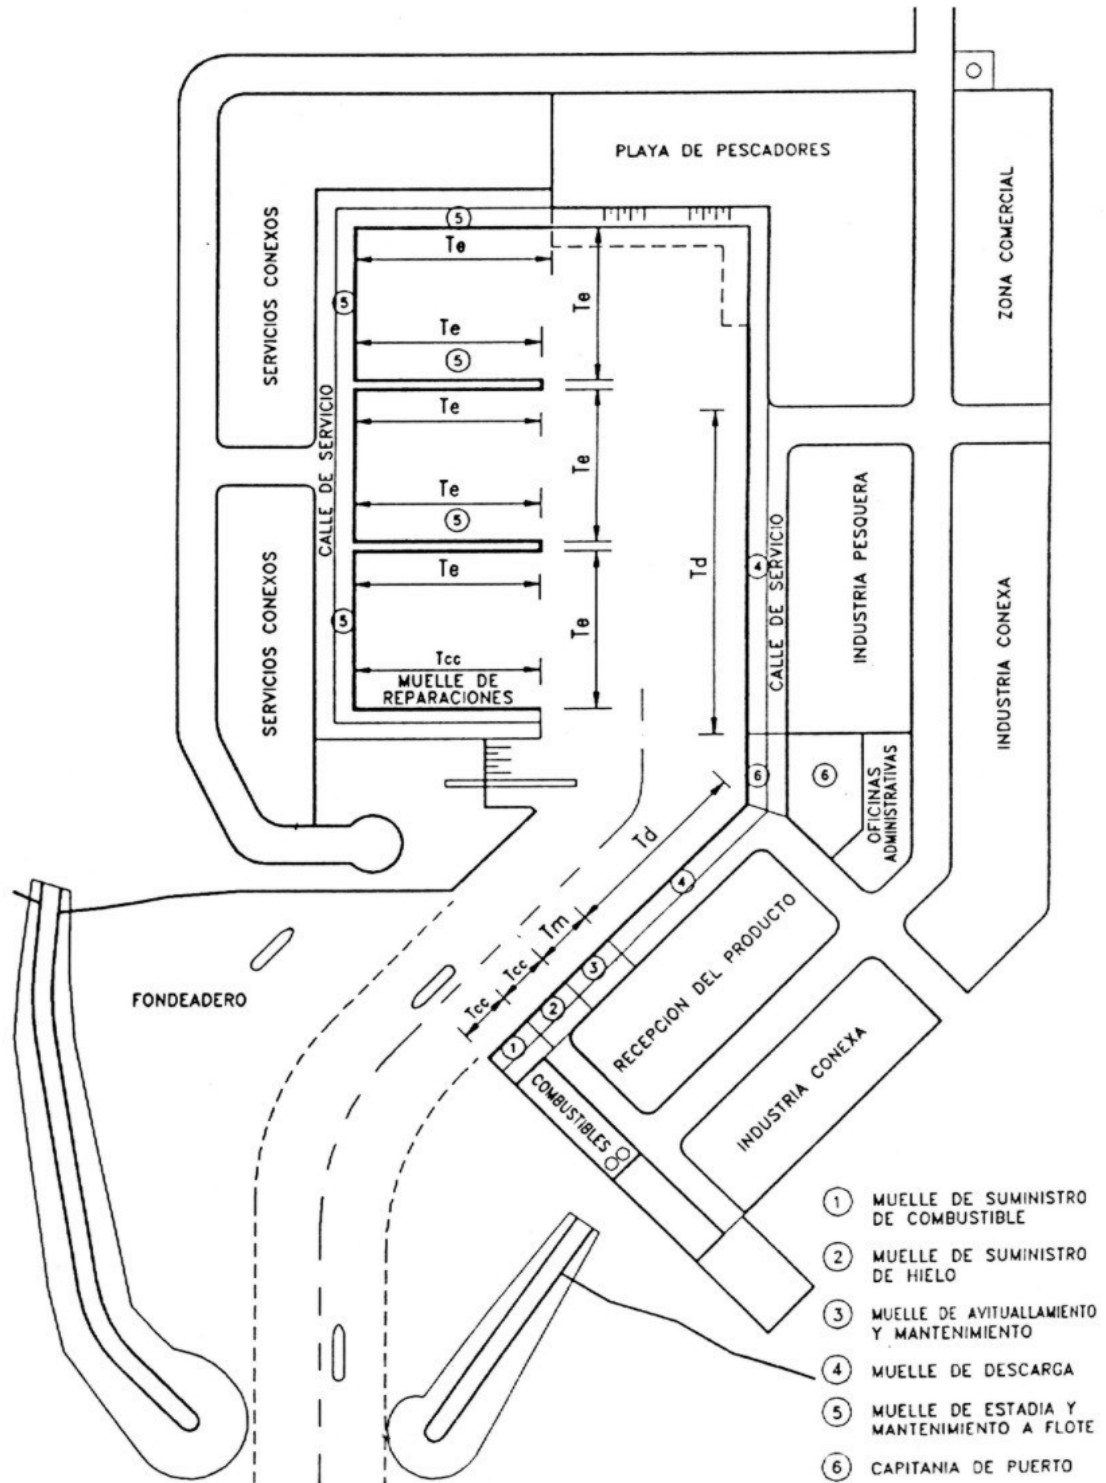 PLAYA DE PESCADORES
ZONA COMERCIAL
SERVICIOS CONEXOS
5
Te
5
Te
Te
5
CALLE DE SERVICIO
Te
Te
Te
5
Td
4
CALLE DE SERVICIO
INDUSTRIA PESQUERA
INDUSTRIA CONEXA
SERVICIOS CONEXOS
Te
5
Te
Tcc
MUELLE DE
REPARACIONES
6
6
OFICINAS
ADMINISTRATIVAS
Td
4
Tm
3
Tcc
2
Tcc
1
FONDEADERO
RECEPCION DEL PRODUCTO
COMBUSTIBLES
INDUSTRIA CONEXA
1 MUELLE DE SUMINISTRO
DE COMBUSTIBLE
2 MUELLE DE SUMINISTRO
DE HIELO
3 MUELLE DE AVITUALLAMIENTO
Y MANTENIMIENTO
4 MUELLE DE DESCARGA
5 MUELLE DE ESTADIA Y
MANTENIMIENTO A FLOTE
6 CAPITANIA DE PUERTO